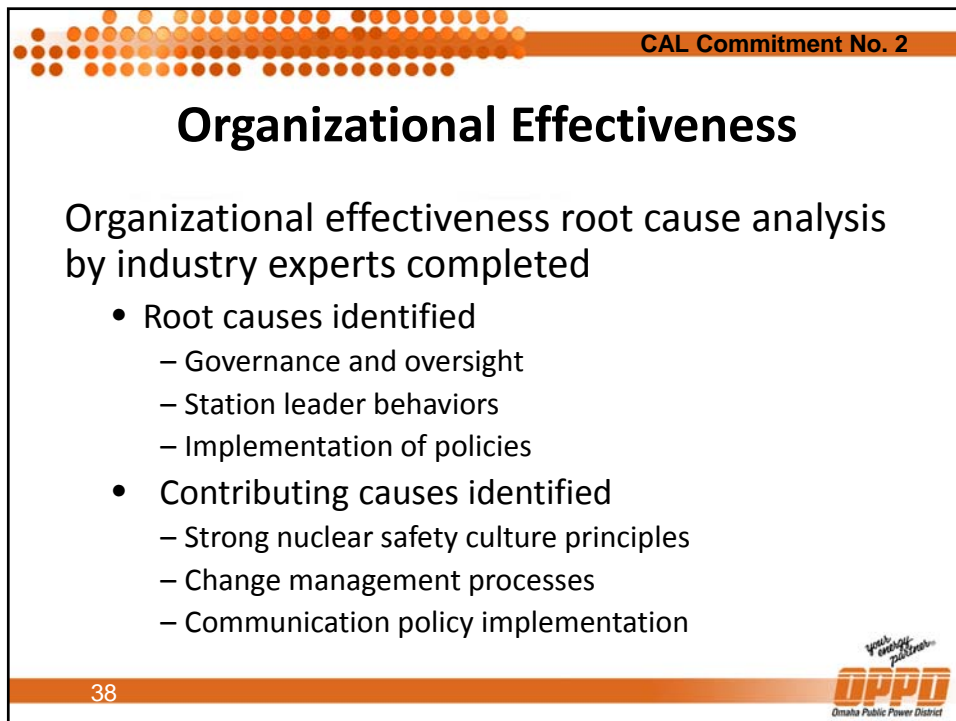 CAL Commitment No. 2
Organizational Effectiveness
Organizational effectiveness root cause analysis
by industry experts completed
• Root causes identified
– Governance and oversight
– Station leader behaviors
– Implementation of policies
• Contributing causes identified
– Strong nuclear safety culture principles
– Change management processes
– Communication policy implementation
38
your
energy
partner
OPPD
Omaha Public Power District